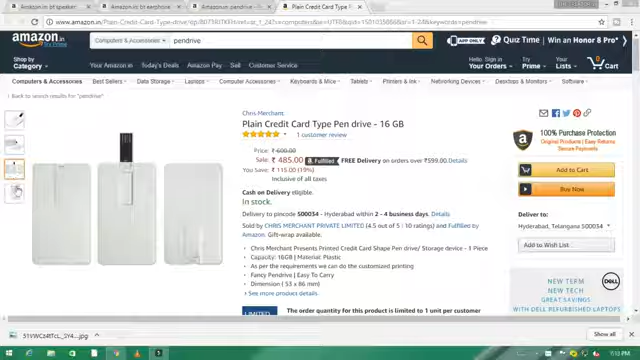 Amazon.in: bt speaker
Amazon.in: bt earphone
Amazon.in: pendrive
Plain Credit Card Type P
www.amazon.in/Plain-Credit-Card-Type-drive
amazon.in
Try Prime
Computers & Accessories
pendrive
APP ONLY
Quiz Time | Win an Honor 8 Pro
Shop by
Category
Your Amazon.in
Today's Deals
Amazon Pay
Sell
Customer Service
Hello. Sign in
Your Orders
Try
Prime
Your
Lists
0
Cart
Computers & Accessories
Best Sellers
Data Storage
Laptops
Computer Accessories
Keyboards & Mice
Tablets
Printers & Ink
Networking Devices
Desktops & Monitors
Software
Back to search results for "pendrive"
Chris Merchant
Plain Credit Card Type Pen drive - 16 GB
1 customer review
Price: ₹ 600.00
Sale: ₹ 485.00 Fulfilled FREE Delivery on orders over ₹599.00. Details
You Save: ₹ 115.00 (19%)
Inclusive of all taxes
Cash on Delivery eligible.
In stock.
Delivery to pincode 500034 - Hyderabad within 2 - 4 business days. Details
Sold by CHRIS MERCHANT PRIVATE LIMITED (4.5 out of 5 | 10 ratings) and Fulfilled by
Amazon. Gift-wrap available.
Chris Merchant Presents Printed Credit Card Shape Pen drive/ Storage device - 1 Piece
Capacity: 16GB | Material: Plastic
As per the requirements we can do the customized printing
Fancy Pendrive | Easy To Carry
Dimension ( 53 x 86 mm)
See more product details
LIMITED
The order quantity for this product is limited to 1 unit per customer
100% Purchase Protection
Original Products | Easy Returns
Secure Payments
Add to Cart
Buy Now
Deliver to:
Hyderabad, Telangana 500034
Add to Wish List
NEW TERM
NEW TECH
GREAT SAVINGS
WITH DELL REFURBISHED LAPTOPS
DELL
Show all